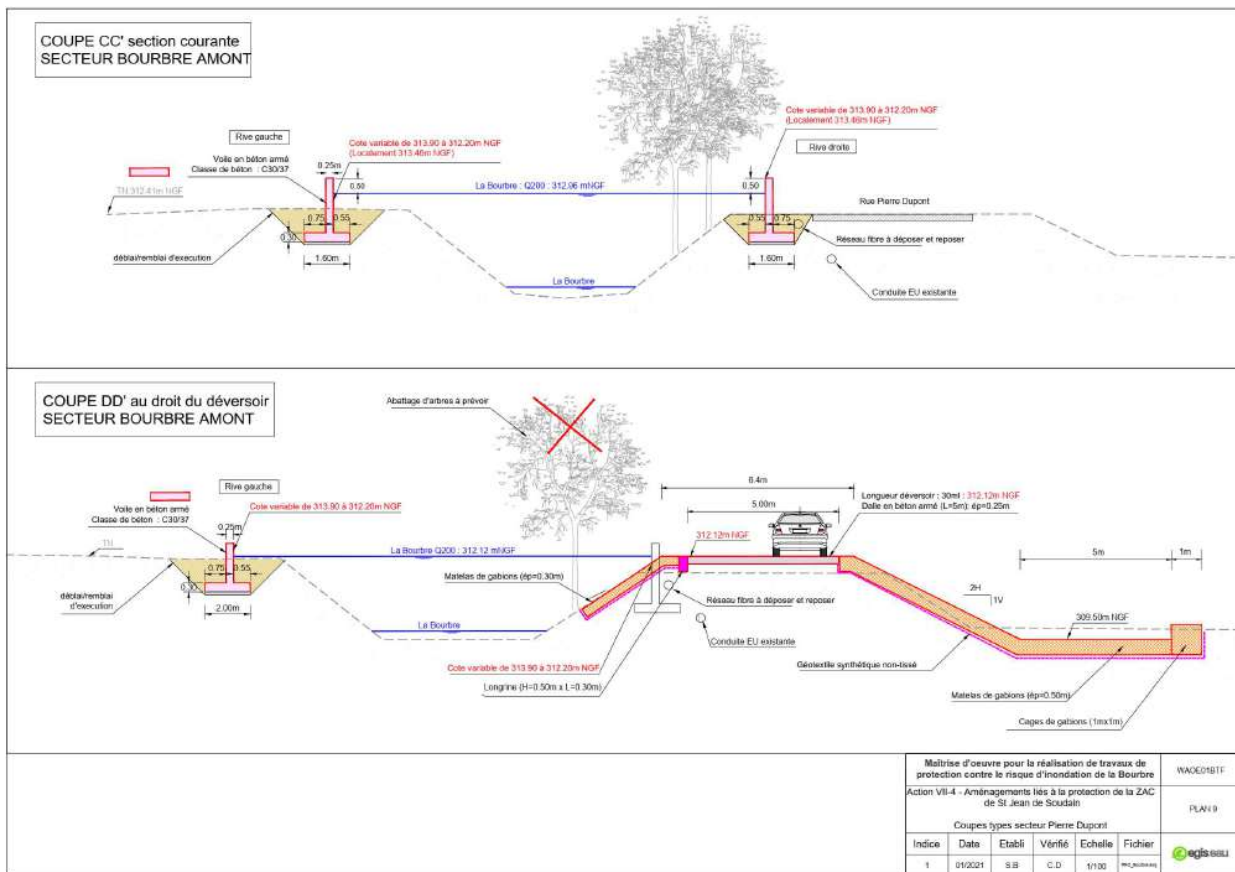 COUPE CC' section courante
SECTEUR BOURBRE AMONT
Rive gauche
Voile en béton armé
Classe de béton : C30/37
TN 312.41m NGF
0.25m
Cote variable de 313.90 à 312.20m NGF
(Localement 313.46m NGF)
0.50
La Bourbre : Q200 : 312.96 mNGF
0.50
Cote variable de 313.90 à 312.20m NGF
(Localement 313.46m NGF)
Rive droite
Rue Pierre Dupont
0.75
0.55
0.30
1.60m
déblai/remblai d'execution
La Bourbre
0.55
0.75
1.60m
Réseau fibre à déposer et reposer
Conduite EU existante
COUPE DD' au droit du déversoir
SECTEUR BOURBRE AMONT
Abattage d'arbres à prévoir
Rive gauche
Voile en béton armé
Classe de béton : C30/37
0.25m
Cote variable de 313.90 à 312.20m NGF
TN
La Bourbre Q200 : 312.12 mNGF
6.4m
5.00m
312.12m NGF
Longueur déversoir : 30ml : 312.12m NGF
Dalle en béton armé (L=5m); ép=0.25m
5m
1m
0.75
0.55
0.30
2.00m
déblai/remblai
d'execution
La Bourbre
Matelas de gabions (ép=0.30m)
Réseau fibre à déposer et reposer
Conduite EU existante
2H
1V
309.50m NGF
Cote variable de 313.90 à 312.20m NGF
Longrine (H=0.50m x L=0.30m)
Géotextile synthétique non-tissé
Matelas de gabions (ép=0.50m)
Cages de gabions (1mx1m)
Maîtrise d'oeuvre pour la réalisation de travaux de
protection contre le risque d'inondation de la Bourbre
WAOE01BTF
Action VII-4 - Aménagements liés à la protection de la ZAC
de St Jean de Soudain
PLAN 9
Coupes types secteur Pierre Dupont
Indice Date Etabli Vérifié Echelle Fichier
1 01/2021 S.B C.D 1/100
egis eau